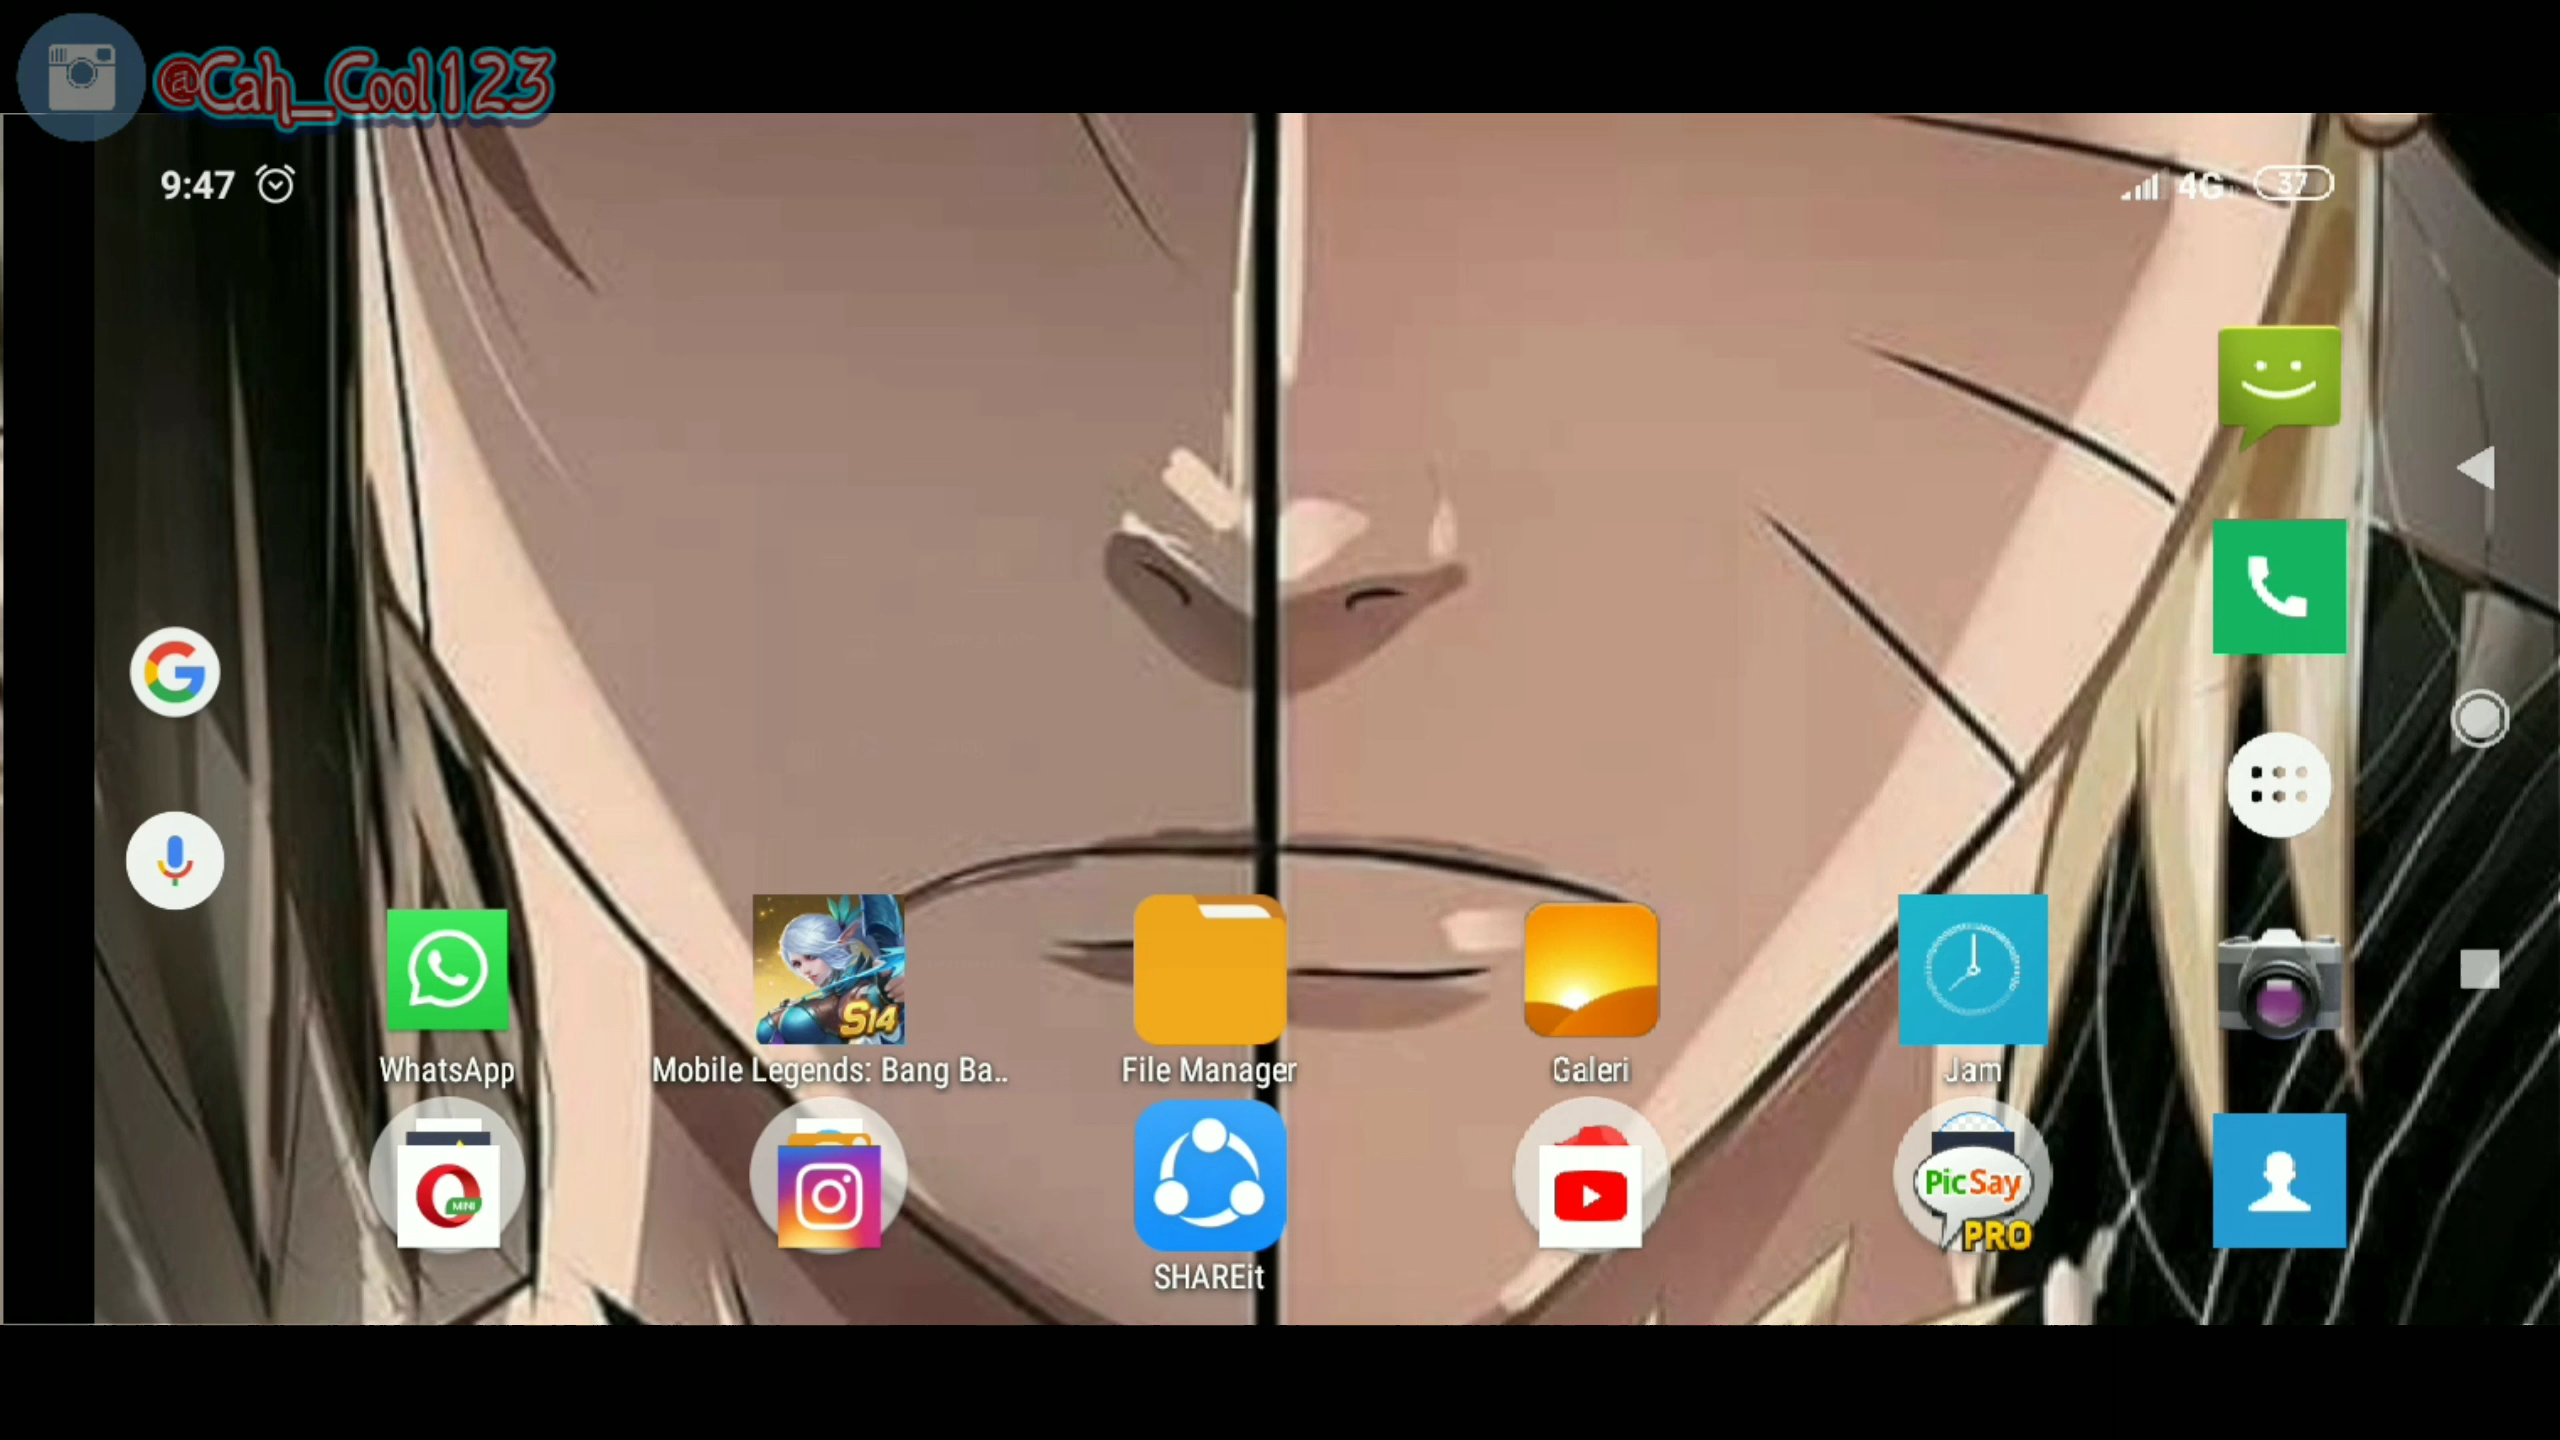 @Cah_Cool123
9:47
4G
37
S14
WhatsApp
Mobile Legends: Bang Ba..
File Manager
Galeri
Jam
MINI
SHAREit
PicSay
PRO